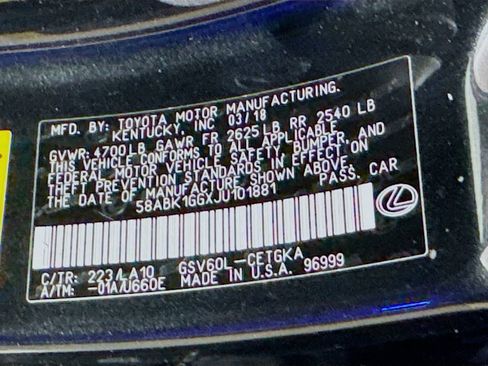 MFD. BY: TOYOTA MOTOR MANUFACTURING.
KENTUCKY, INC 03/18
GVWR: 4700LB GAWR FR 2625LB RR 2540 LB
THIS VEHICLE CONFORMS TO ALL APPLICABLE
FEDERAL MOTOR VEHICLE SAFETY, BUMPER, AND
THEFT PREVENTION STANDARDS IN EFFECT ON
THE DATE OF MANUFACTURE SHOWN ABOVE.
58ABK1GGXJU101881 PASS. CAR
C/TR: 223/LA10 GSV60L-CETGKA
A/TM: -01A/U660E MADE IN U.S.A. 96999